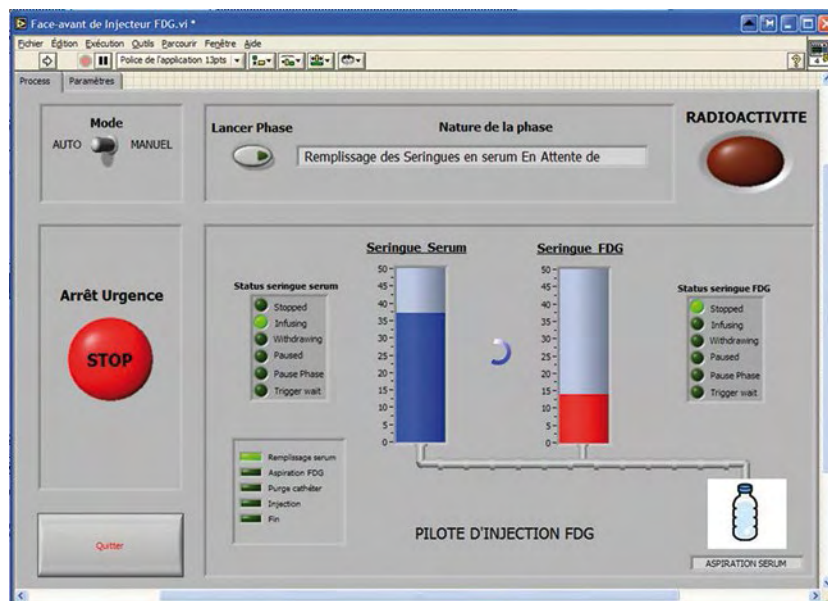 Face-avant de Injecteur FDG.vi *
Fichier Édition Exécution Outils Parcourir Fenêtre Aide
Police de l'application 13pts
Process Paramètres
Mode
AUTO MANUEL
Lancer Phase
Nature de la phase
Remplissage des Seringues en serum En Attente de
RADIOACTIVITE
Arrêt Urgence
STOP
Quitter
Status seringue serum
Stopped
Infusing
Withdrawing
Paused
Pause Phase
Trigger wait
Seringue Serum
50
45
40
35
30
25
20
15
10
5
0
Seringue FDG
50
45
40
35
30
25
20
15
10
5
0
Status seringue FDG
Stopped
Infusing
Withdrawing
Paused
Pause Phase
Trigger wait
Remplissage serum
Aspiration FDG
Purge cathéter
Injection
Fin
PILOTE D'INJECTION FDG
ASPIRATION SERUM